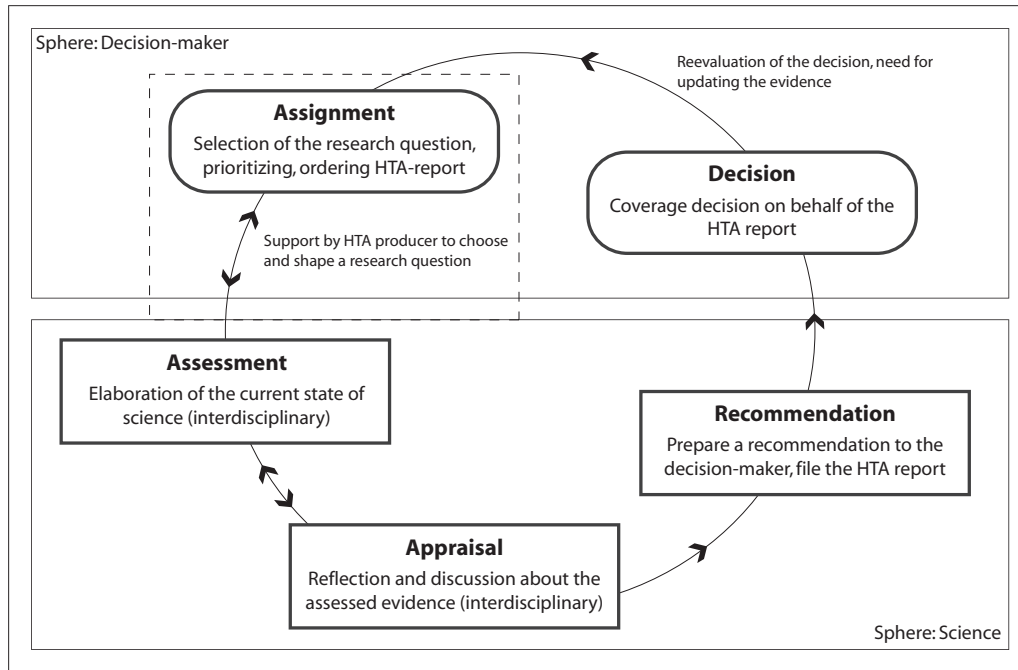 Sphere: Decision-maker
Reevaluation of the decision, need for
updating the evidence
Assignment
Selection of the research question,
prioritizing, ordering HTA-report
Decision
Coverage decision on behalf of the
HTA report
Support by HTA producer to choose
and shape a research question
Assessment
Elaboration of the current state of
science (interdisciplinary)
Recommendation
Prepare a recommendation to the
decision-maker, file the HTA report
Appraisal
Reflection and discussion about the
assessed evidence (interdisciplinary)
Sphere: Science